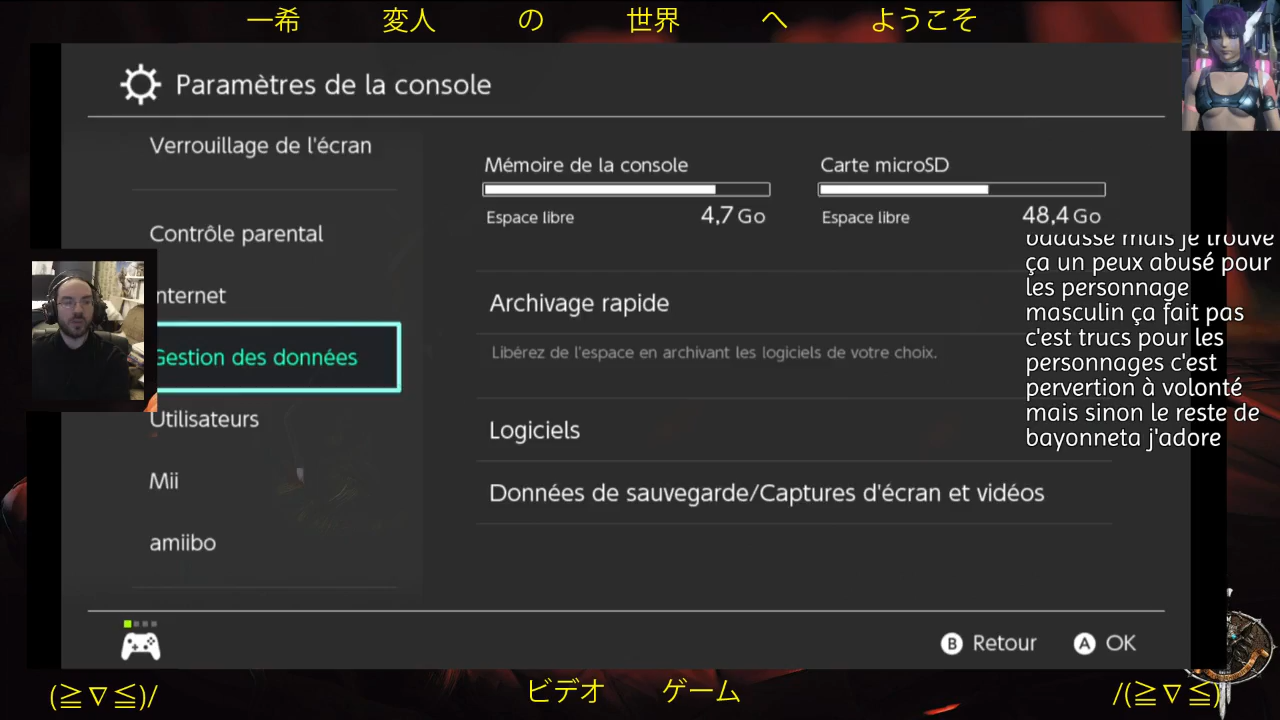 一希 変人 の 世界 へ ようこそ
Paramètres de la console
Verrouillage de l'écran
Contrôle parental
nternet
Gestion des données
Utilisateurs
Mii
amiibo
Mémoire de la console
Espace libre 4,7 Go
Carte microSD
Espace libre 48,4 Go
Archivage rapide
Libérez de l'espace en archivant les logiciels de votre choix.
Logiciels
Données de sauvegarde/Captures d'écran et vidéos
badasse mais je trouve
ça un peux abusé pour
les personnage
masculin ça fait pas
c'est trucs pour les
personnages c'est
pervertion à volonté
mais sinon le reste de
bayonneta j'adore
B Retour
A OK
(≧▽≦)/ ビデオ ゲーム /(≧▽≦)